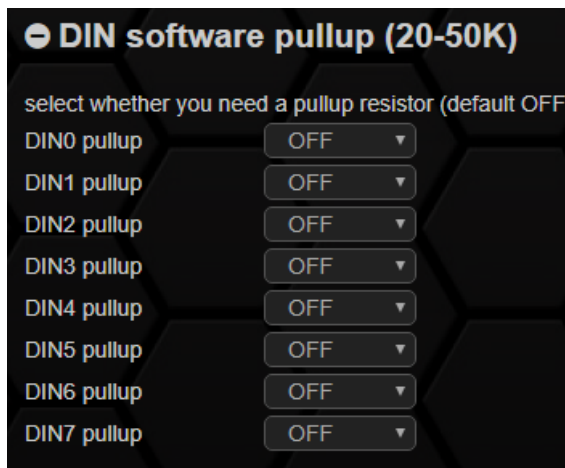 DIN software pullup (20-50K)
select whether you need a pullup resistor (default OFF
DIN0 pullup OFF
DIN1 pullup OFF
DIN2 pullup OFF
DIN3 pullup OFF
DIN4 pullup OFF
DIN5 pullup OFF
DIN6 pullup OFF
DIN7 pullup OFF